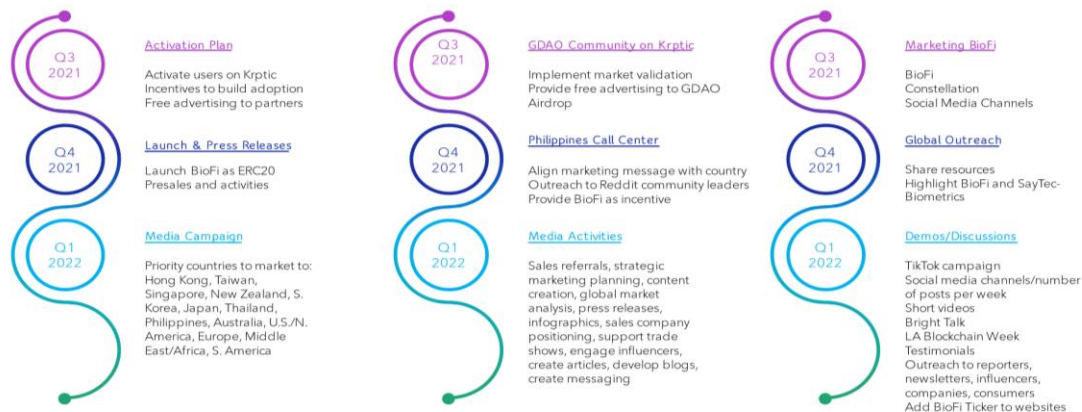 Q3
2021
Activation Plan
Activate users on Krptic
Incentives to build adoption
Free advertising to partners
Q4
2021
Launch & Press Releases
Launch BioFi as ERC20
Presales and activities
Q1
2022
Media Campaign
Priority countries to market to:
Hong Kong, Taiwan,
Singapore, New Zealand, S.
Korea, Japan, Thailand,
Philippines, Australia, U.S./N.
America, Europe, Middle
East/Africa, S. America
Q3
2021
GDAO Community on Krptic
Implement market validation
Provide free advertising to GDAO
Airdrop
Q4
2021
Philippines Call Center
Align marketing message with country
Outreach to Reddit community leaders
Provide BioFi as incentive
Q1
2022
Media Activities
Sales referrals, strategic
marketing planning, content
creation, global market
analysis, press releases,
infographics, sales company
positioning, support trade
shows, engage influencers,
create articles, develop blogs,
create messaging
Q3
2021
Marketing BioFi
BioFi
Constellation
Social Media Channels
Q4
2021
Global Outreach
Share resources
Highlight BioFi and SayTec-
Biometrics
Q1
2022
Demos/Discussions
TikTok campaign
Social media channels/number
of posts per week
Short videos
Bright Talk
LA Blockchain Week
Testimonials
Outreach to reporters,
newsletters, influencers,
companies, consumers
Add BioFi Ticker to websites